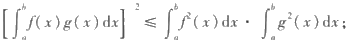 [∫_a^b f(x)g(x)dx]^2 ≤ ∫_a^b f^2(x)dx · ∫_a^b g^2(x)dx;